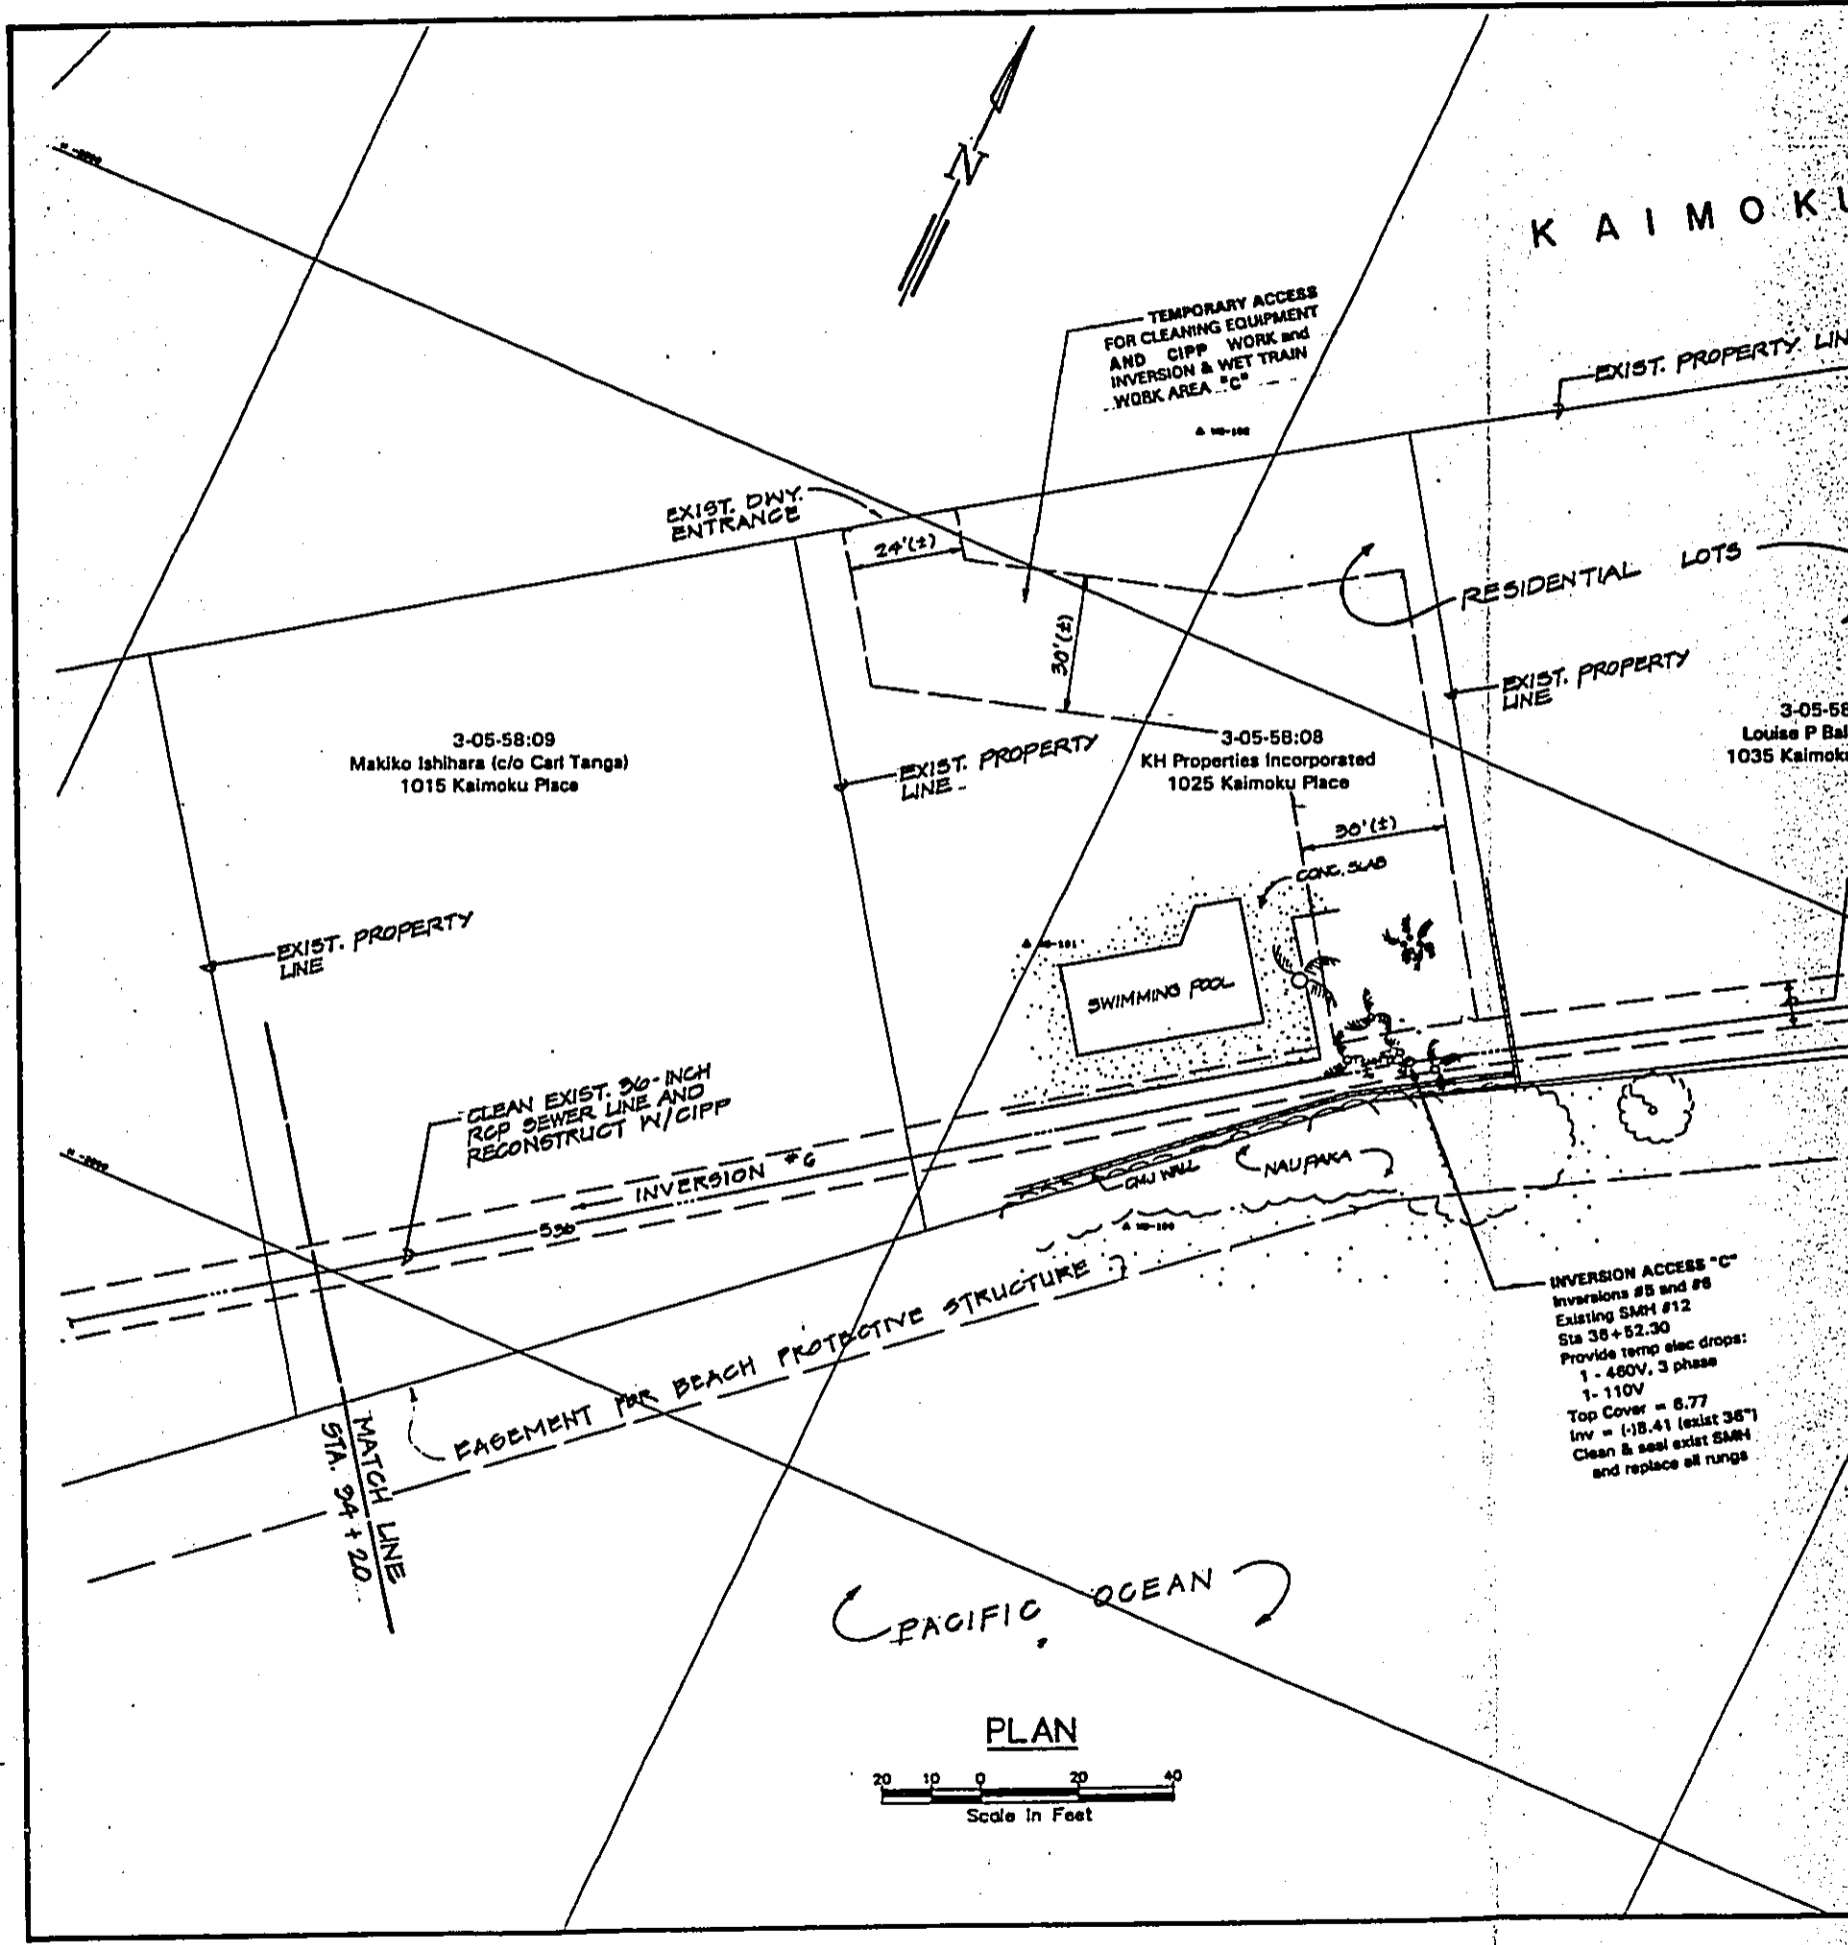 N
K A I M O K U
TEMPORARY ACCESS
FOR CLEANING EQUIPMENT
AND CIPP WORK and
INVERSION & WET TRAIN
WORK AREA "C"
EXIST. PROPERTY LIN
EXIST. DWY.
ENTRANCE
24'(±)
30'(±)
RESIDENTIAL LOTS
EXIST. PROPERTY
LINE
3-05-58:09
Makiko Ishihara (c/o Carl Tanga)
1015 Kaimoku Place
EXIST. PROPERTY
LINE
3-05-58:08
KH Properties Incorporated
1025 Kaimoku Place
3-05-58
Louise P Bal
1035 Kaimoku
30'(±)
CONC. SLAB
EXIST. PROPERTY
LINE
SWIMMING POOL
CLEAN EXIST. 36-INCH
RCP SEWER LINE AND
RECONSTRUCT W/CIPP
INVERSION #6
S36
CMU WALL
NAUPAKA
EASEMENT FOR BEACH PROTECTIVE STRUCTURE
INVERSION ACCESS "C"
Inversions #5 and #6
Existing SMH #12
Sta 38+52.30
Provide temp elec drops:
1 - 460V, 3 phase
1- 110V
Top Cover = 6.77
Inv = (-)8.41 (exist 36")
Clean & seal exist SMH
and replace all rungs
MATCH LINE
STA. 34 + 20
PACIFIC OCEAN
PLAN
20 10 0 20 40
Scale In Feet